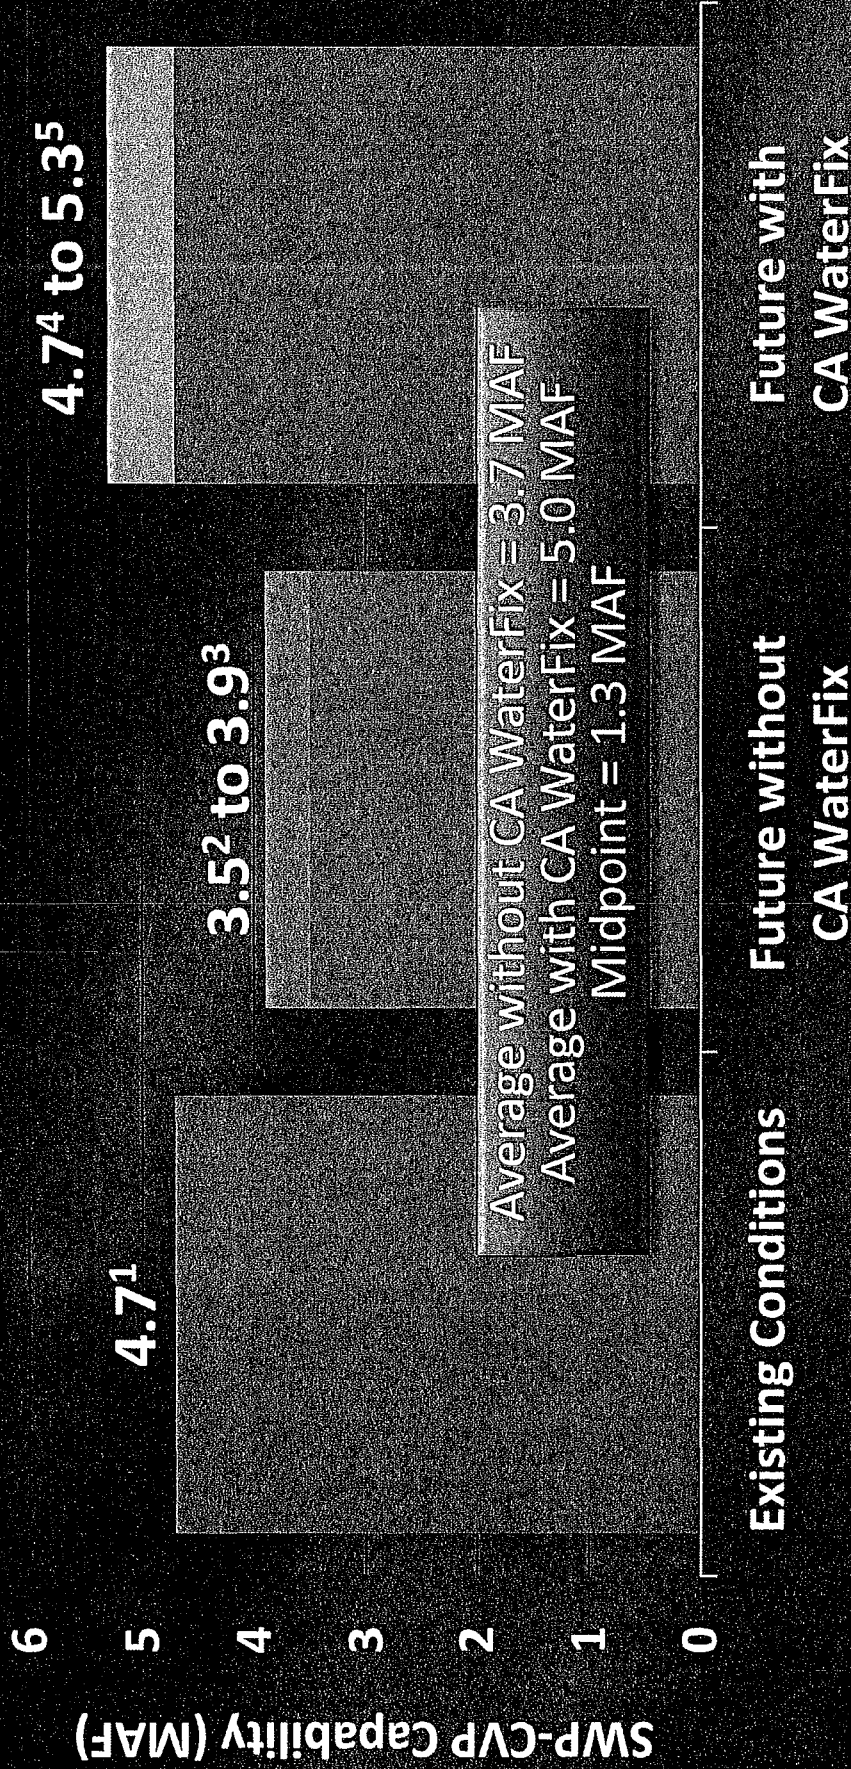 SWP-CVP Capability (MAF)
6
5
4
3
2
1
0
4.7¹
3.5² to 3.9³
4.7⁴ to 5.3⁵
Average without CA WaterFix = 3.7 MAF
Average with CA WaterFix = 5.0 MAF
Midpoint = 1.3 MAF
Existing Conditions
Future without
CA WaterFix
Future with
CA WaterFix